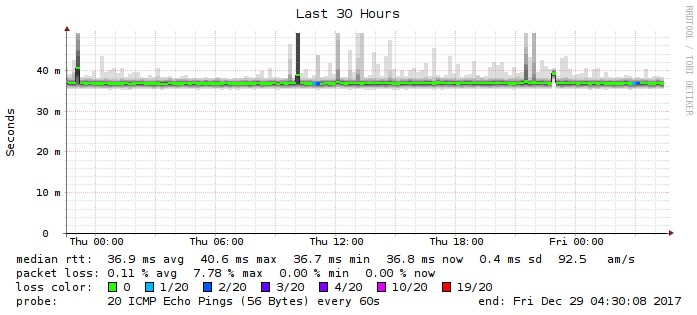 Last 30 Hours
RRDTOOL / TOBI OETIKER
Seconds
40 m
30 m
20 m
10 m
0
Thu 00:00 Thu 06:00 Thu 12:00 Thu 18:00 Fri 00:00
median rtt: 36.9 ms avg 40.6 ms max 36.7 ms min 36.8 ms now 0.4 ms sd 92.5 am/s
packet loss: 0.11 % avg 7.78 % max 0.00 % min 0.00 % now
loss color: 0 1/20 2/20 3/20 4/20 10/20 19/20
probe: 20 ICMP Echo Pings (56 Bytes) every 60s end: Fri Dec 29 04:30:08 2017